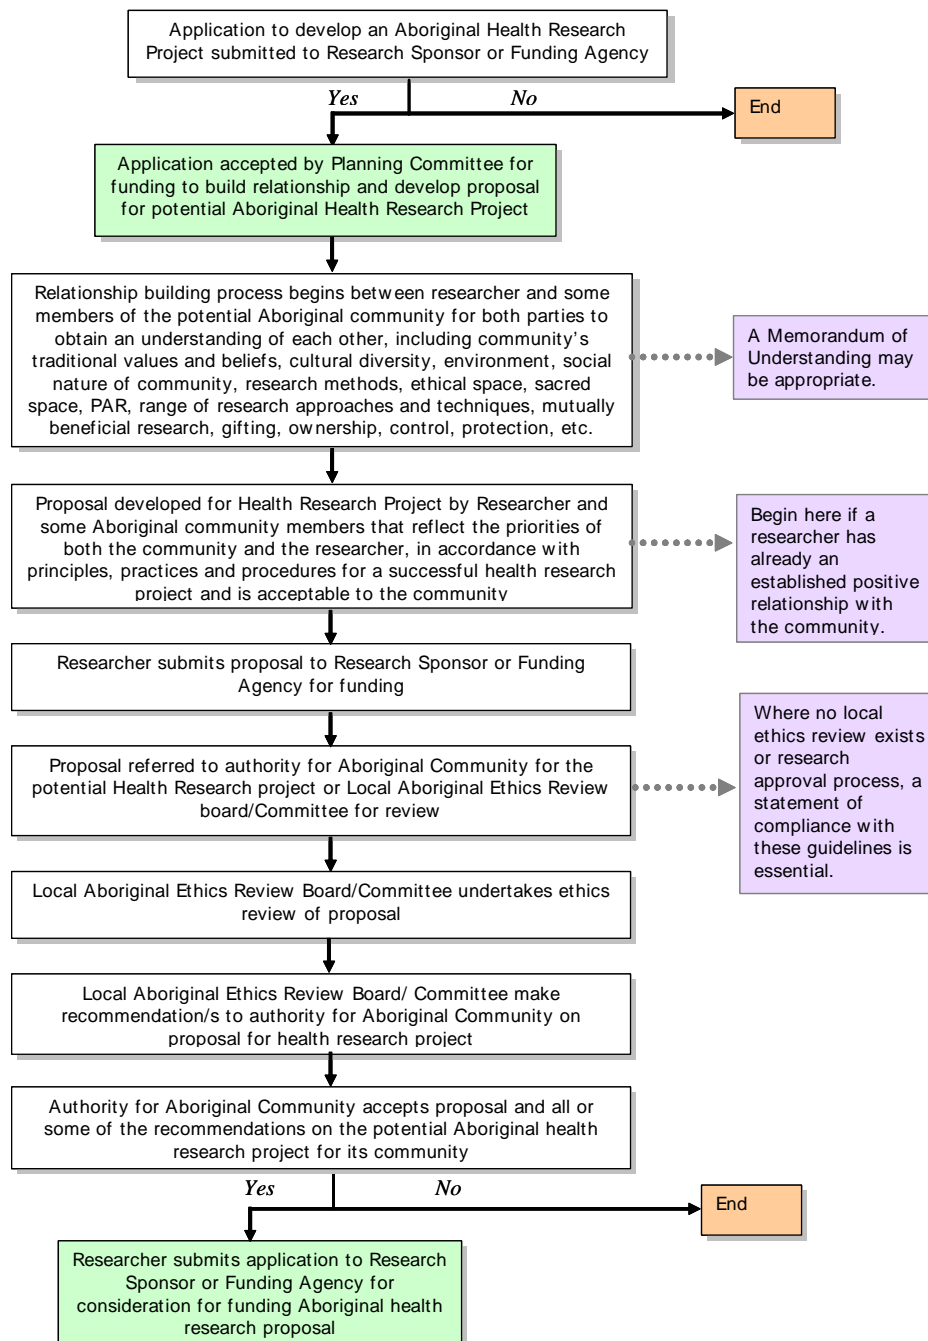 Application to develop an Aboriginal Health Research
Project submitted to Research Sponsor or Funding Agency
Yes
No
End
Application accepted by Planning Committee for
funding to build relationship and develop proposal
for potential Aboriginal Health Research Project
Relationship building process begins between researcher and some
members of the potential Aboriginal community for both parties to
obtain an understanding of each other, including community’s
traditional values and beliefs, cultural diversity, environment, social
nature of community, research methods, ethical space, sacred
space, PAR, range of research approaches and techniques, mutually
beneficial research, gifting, ownership, control, protection, etc.
A Memorandum of
Understanding may
be appropriate.
Proposal developed for Health Research Project by Researcher and
some Aboriginal community members that reflect the priorities of
both the community and the researcher, in accordance with
principles, practices and procedures for a successful health research
project and is acceptable to the community
Begin here if a
researcher has
already an
established positive
relationship with
the community.
Researcher submits proposal to Research Sponsor or Funding
Agency for funding
Proposal referred to authority for Aboriginal Community for the
potential Health Research project or Local Aboriginal Ethics Review
board/Committee for review
Where no local
ethics review exists
or research
approval process, a
statement of
compliance with
these guidelines is
essential.
Local Aboriginal Ethics Review Board/Committee undertakes ethics
review of proposal
Local Aboriginal Ethics Review Board/ Committee make
recommendation/s to authority for Aboriginal Community on
proposal for health research project
Authority for Aboriginal Community accepts proposal and all or
some of the recommendations on the potential Aboriginal health
research project for its community
Yes
No
End
Researcher submits application to Research
Sponsor or Funding Agency for
consideration for funding Aboriginal health
research proposal